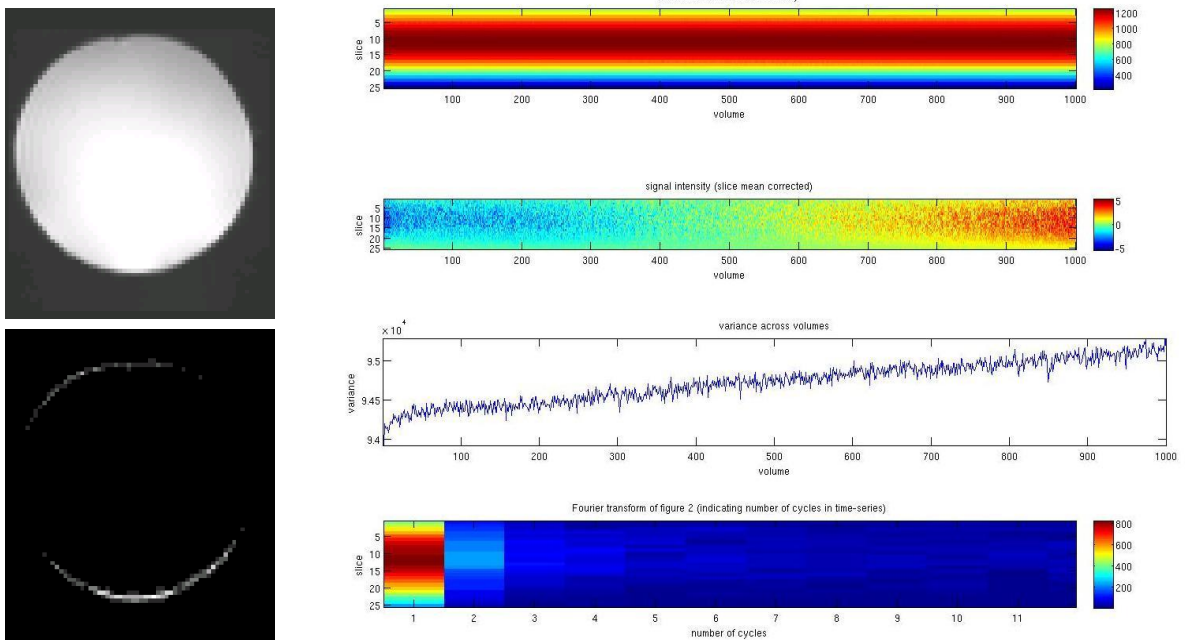 5
10
15
20
25
slice
100 200 300 400 500 600 700 800 900 1000
volume
1200
1000
800
600
400
signal intensity (slice mean corrected)
5
10
15
20
25
slice
100 200 300 400 500 600 700 800 900 1000
volume
5
0
-5
variance across volumes
× 10⁴
9.5
9.45
9.4
variance
100 200 300 400 500 600 700 800 900 1000
volume
Fourier transform of figure 2 (indicating number of cycles in time-series)
5
10
15
20
25
slice
1 2 3 4 5 6 7 8 9 10 11
number of cycles
800
600
400
200